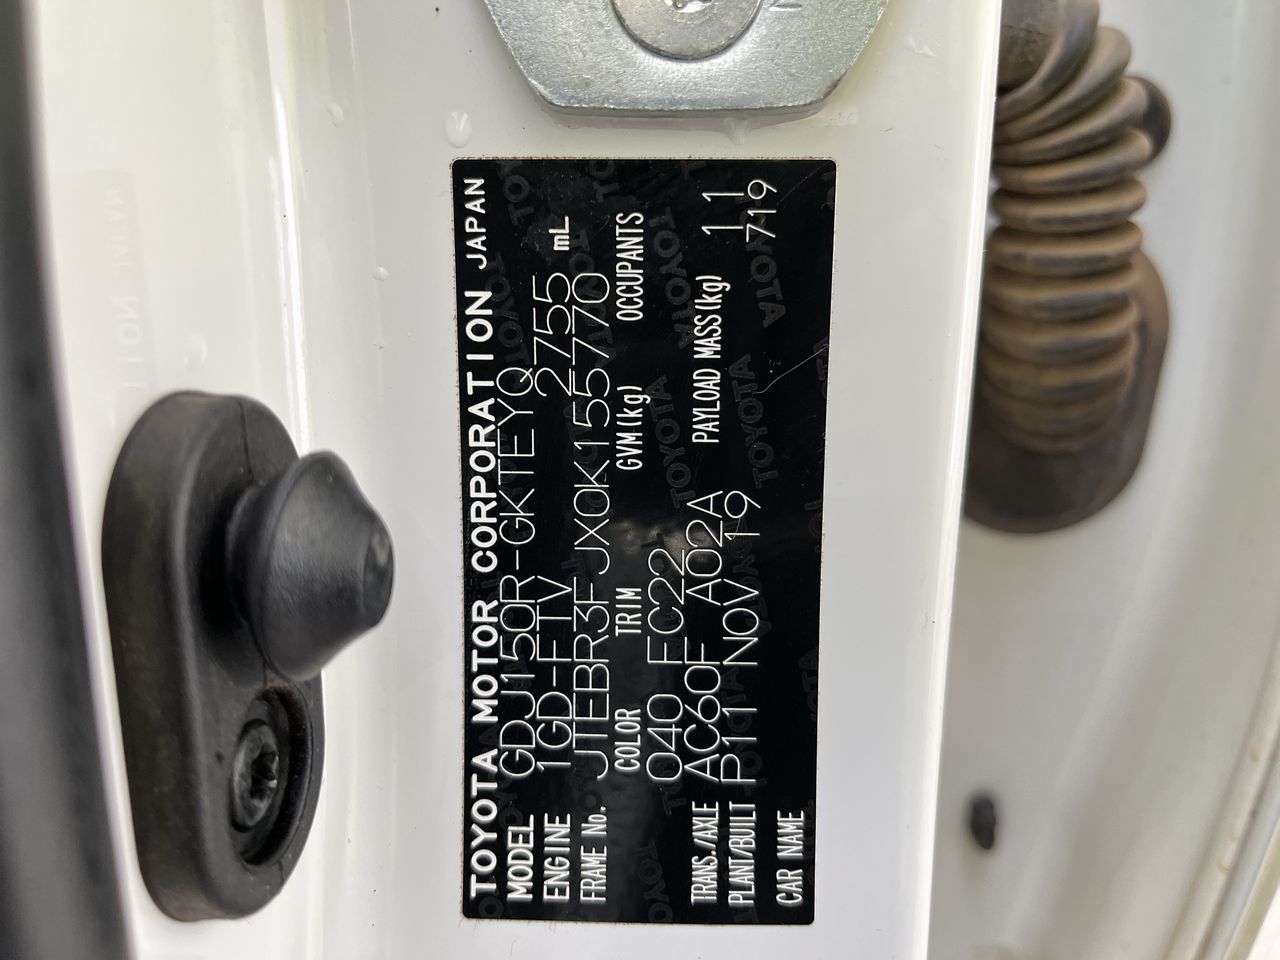 TOYOTA MOTOR CORPORATION JAPAN
MODEL GDJ150R-GKTEYQ
ENGINE 1GD-FTV 2755 mL
FRAME No. JTEBR3FJX0K155770
COLOR TRIM GVM(kg) OCCUPANTS
040 FC22
TRANS./AXLE AC60F A02A PAYLOAD MASS(kg) 11
PLANT/BUILT P11 NOV 19 719
CAR NAME